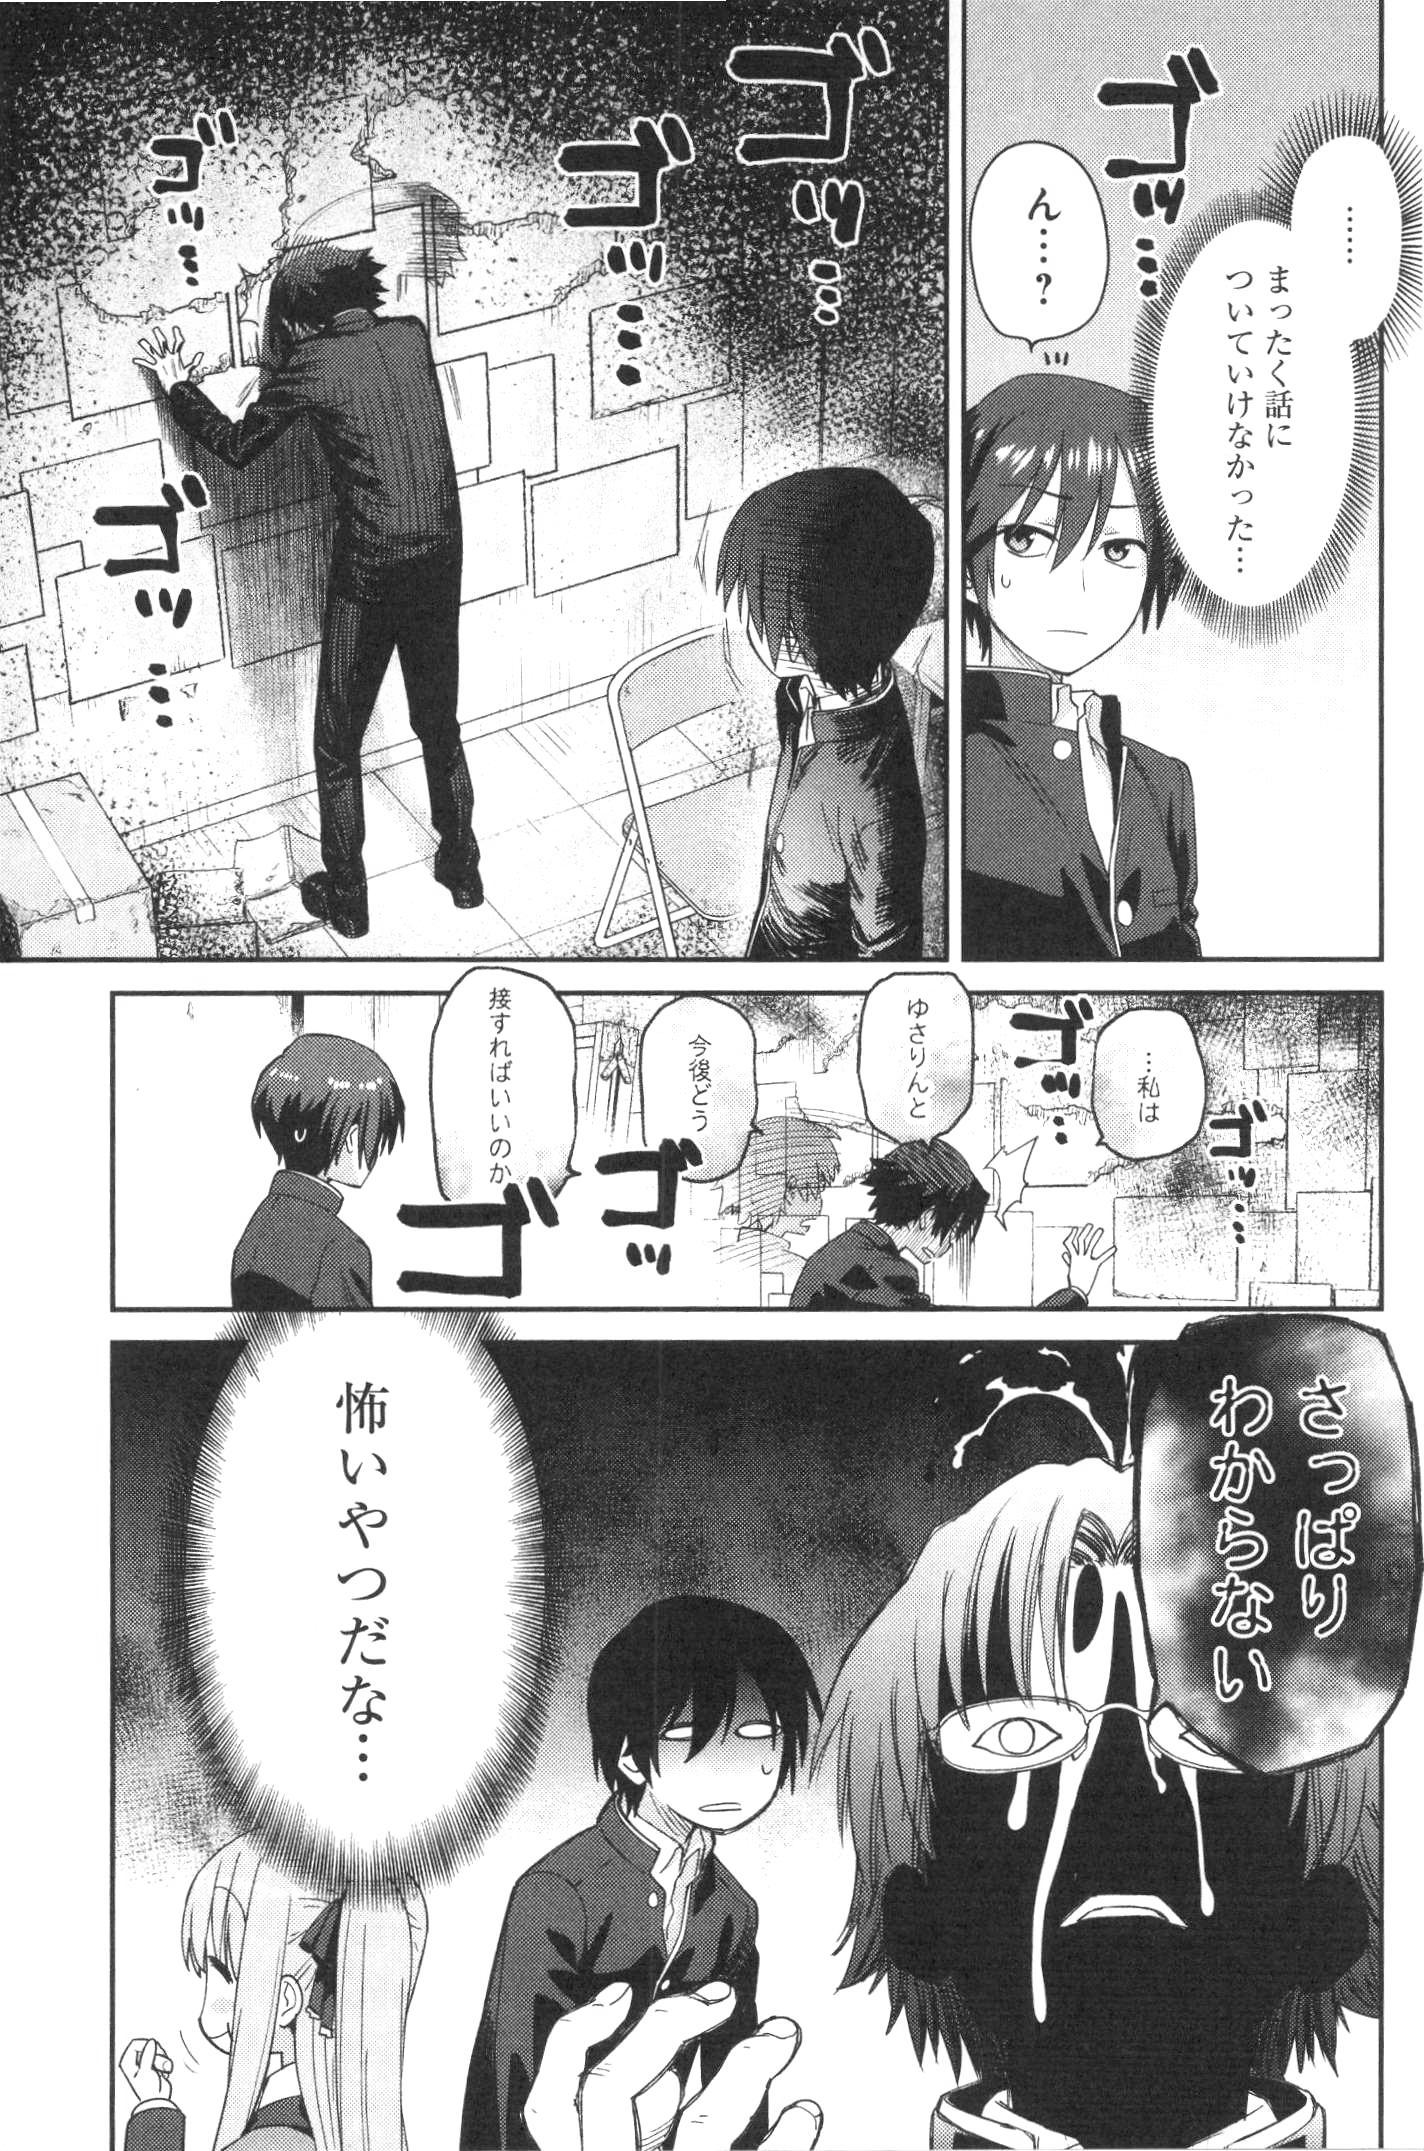 ……
まったく話に
ついていけなかった…
ん……？
ゴッ…
ゴッ…
ゴッ…
ゴッ…
ゴッ…
…私は
ゆさりんと
今後どう
接すればいいのか
ゴッ…
ゴッ…
ゴッ
ゴ
さっぱり
わからない
怖いやつだな…